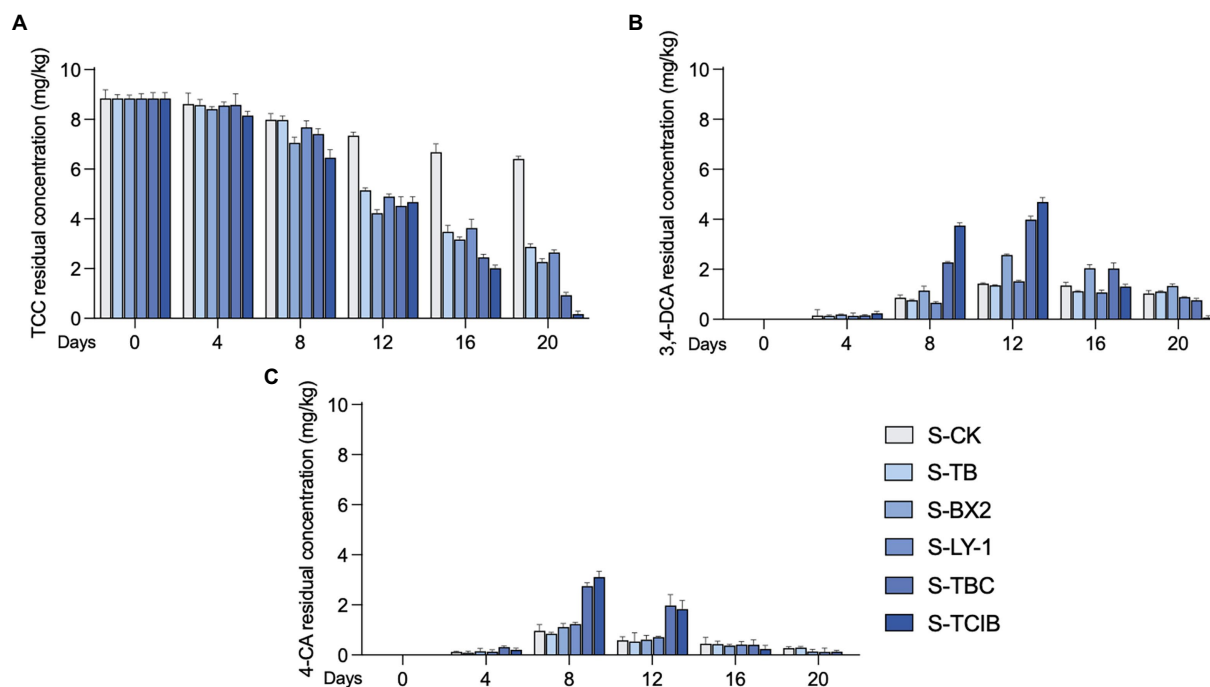 A
TCC residual concentration (mg/kg)
10
8
6
4
2
0
Days 0 4 8 12 16 20
B
3,4-DCA residual concentration (mg/kg)
10
8
6
4
2
0
Days 0 4 8 12 16 20
C
4-CA residual concentration (mg/kg)
10
8
6
4
2
0
Days 0 4 8 12 16 20
S-CK
S-TB
S-BX2
S-LY-1
S-TBC
S-TCIB